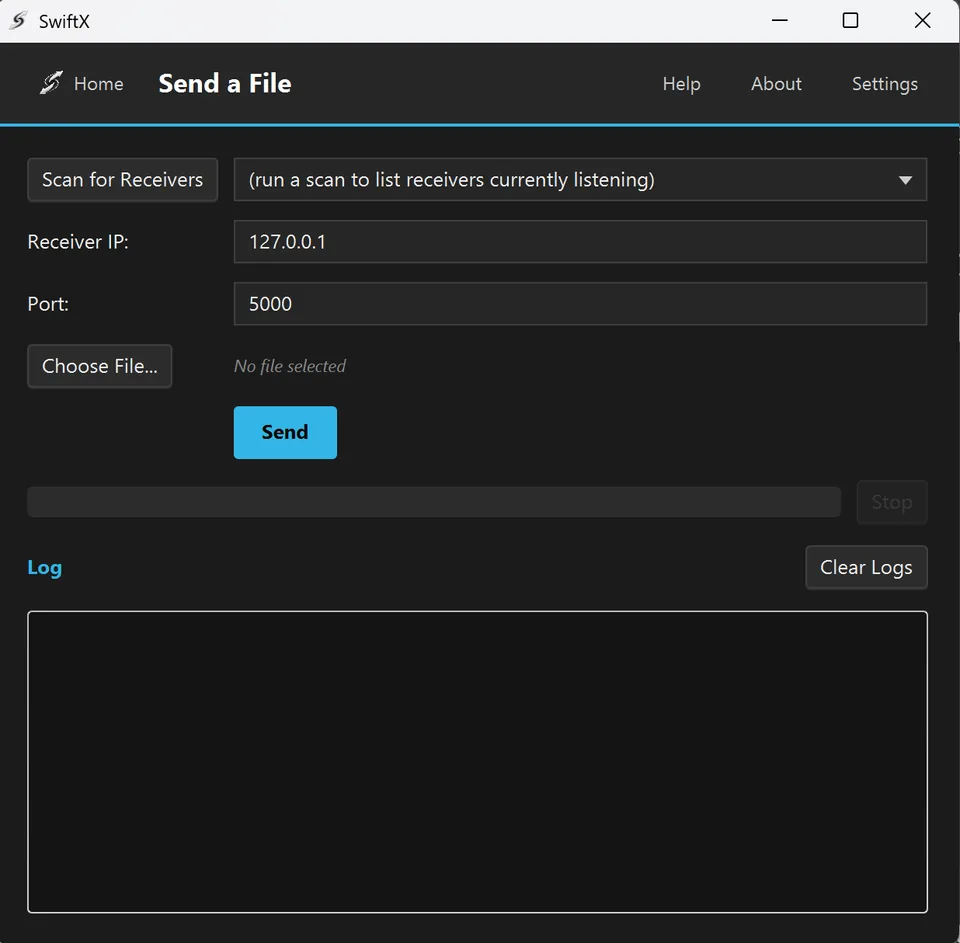 SwiftX
Home Send a File Help About Settings
Scan for Receivers (run a scan to list receivers currently listening)
Receiver IP: 127.0.0.1
Port: 5000
Choose File... No file selected
Send
Stop
Log Clear Logs